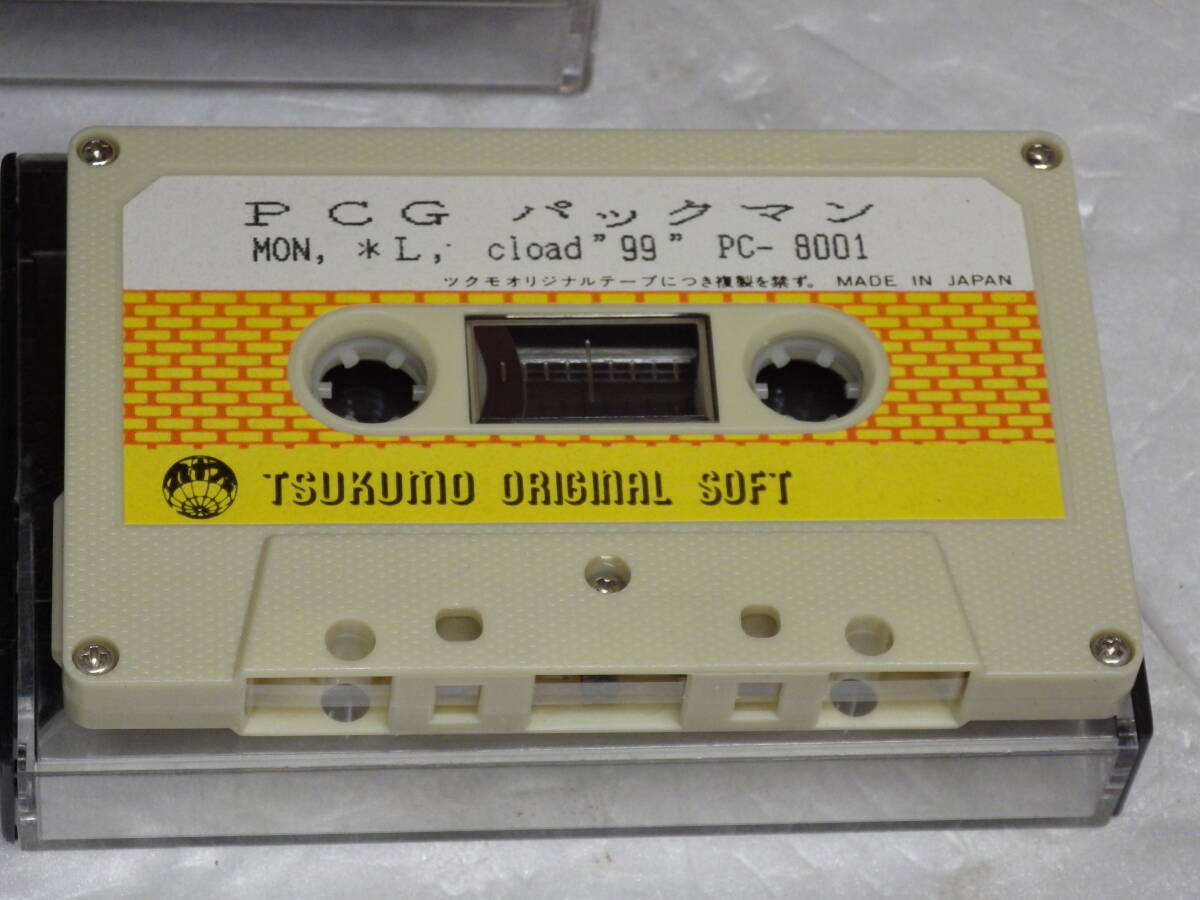 PCG パックマン
MON, *L, cload"99" PC-8001
ツクモオリジナルテープにつき複製を禁ず。 MADE IN JAPAN
TSUKUMO ORIGINAL SOFT